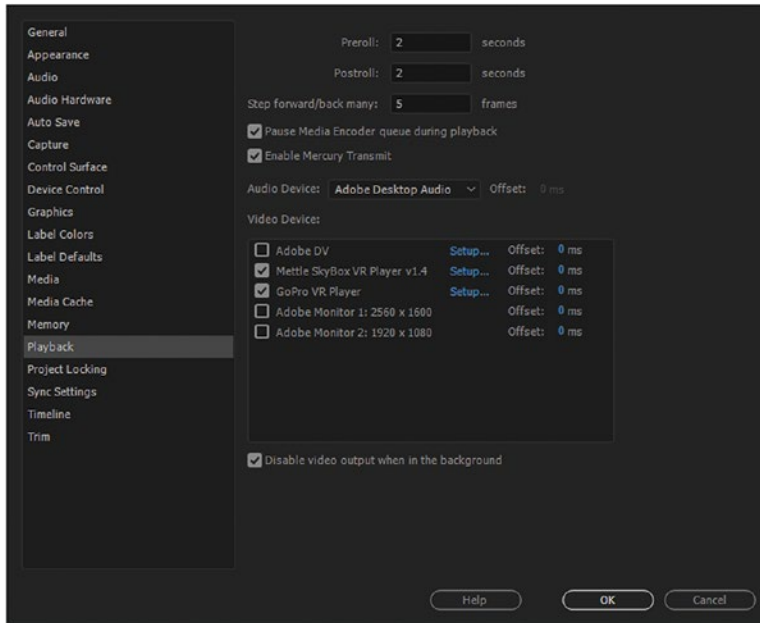 General
Appearance
Audio
Audio Hardware
Auto Save
Capture
Control Surface
Device Control
Graphics
Label Colors
Label Defaults
Media
Media Cache
Memory
Playback
Project Locking
Sync Settings
Timeline
Trim
Preroll: 2 seconds
Postroll: 2 seconds
Step forward/back many: 5 frames
Pause Media Encoder queue during playback
Enable Mercury Transmit
Audio Device: Adobe Desktop Audio Offset: 0 ms
Video Device:
Adobe DV Setup... Offset: 0 ms
Mettle SkyBox VR Player v1.4 Setup... Offset: 0 ms
GoPro VR Player Setup... Offset: 0 ms
Adobe Monitor 1: 2560 x 1600 Offset: 0 ms
Adobe Monitor 2: 1920 x 1080 Offset: 0 ms
Disable video output when in the background
Help OK Cancel